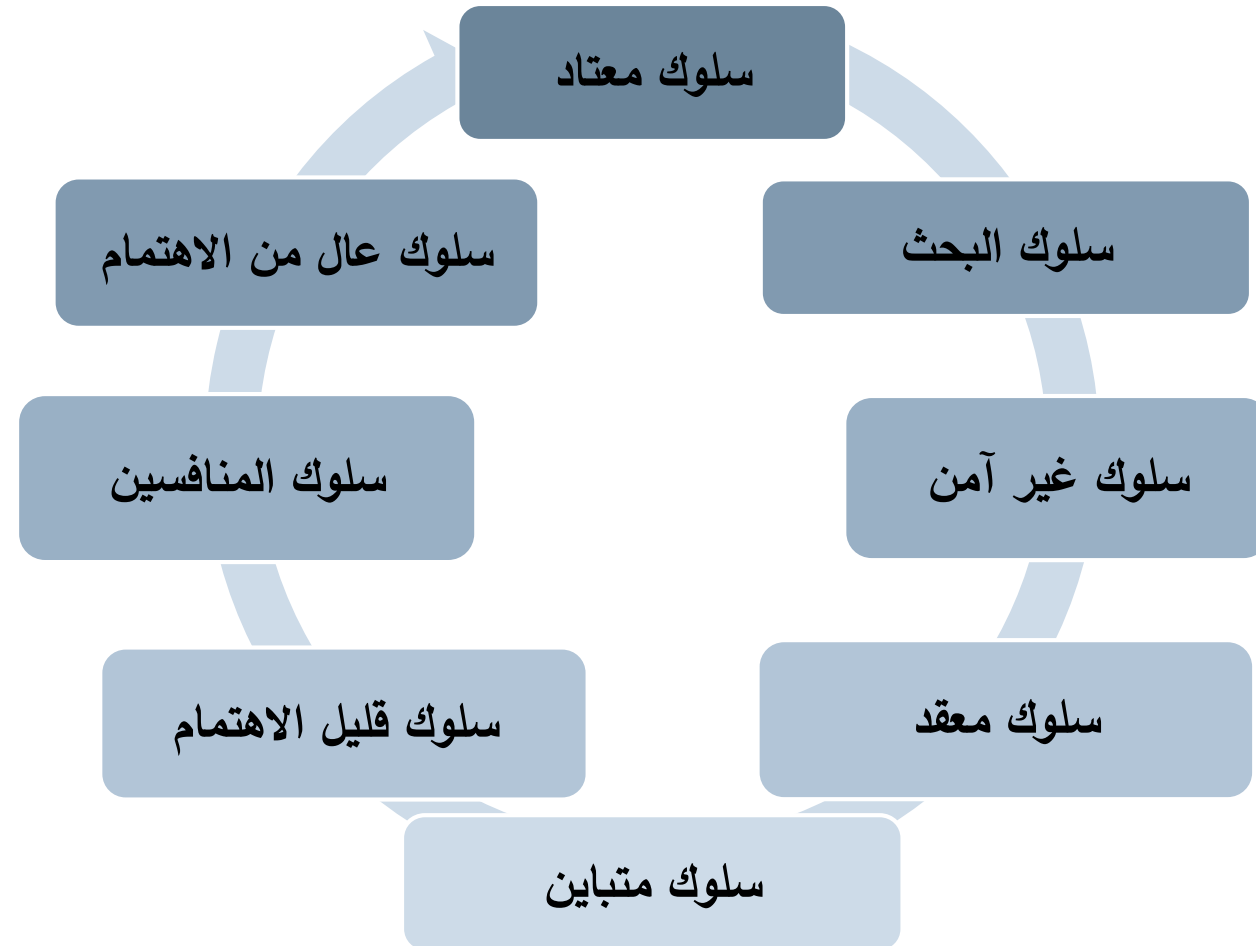 سلوك معتاد
سلوك البحث
سلوك غير آمن
سلوك معقد
سلوك متباين
سلوك قليل الاهتمام
سلوك المنافسين
سلوك عال من الاهتمام